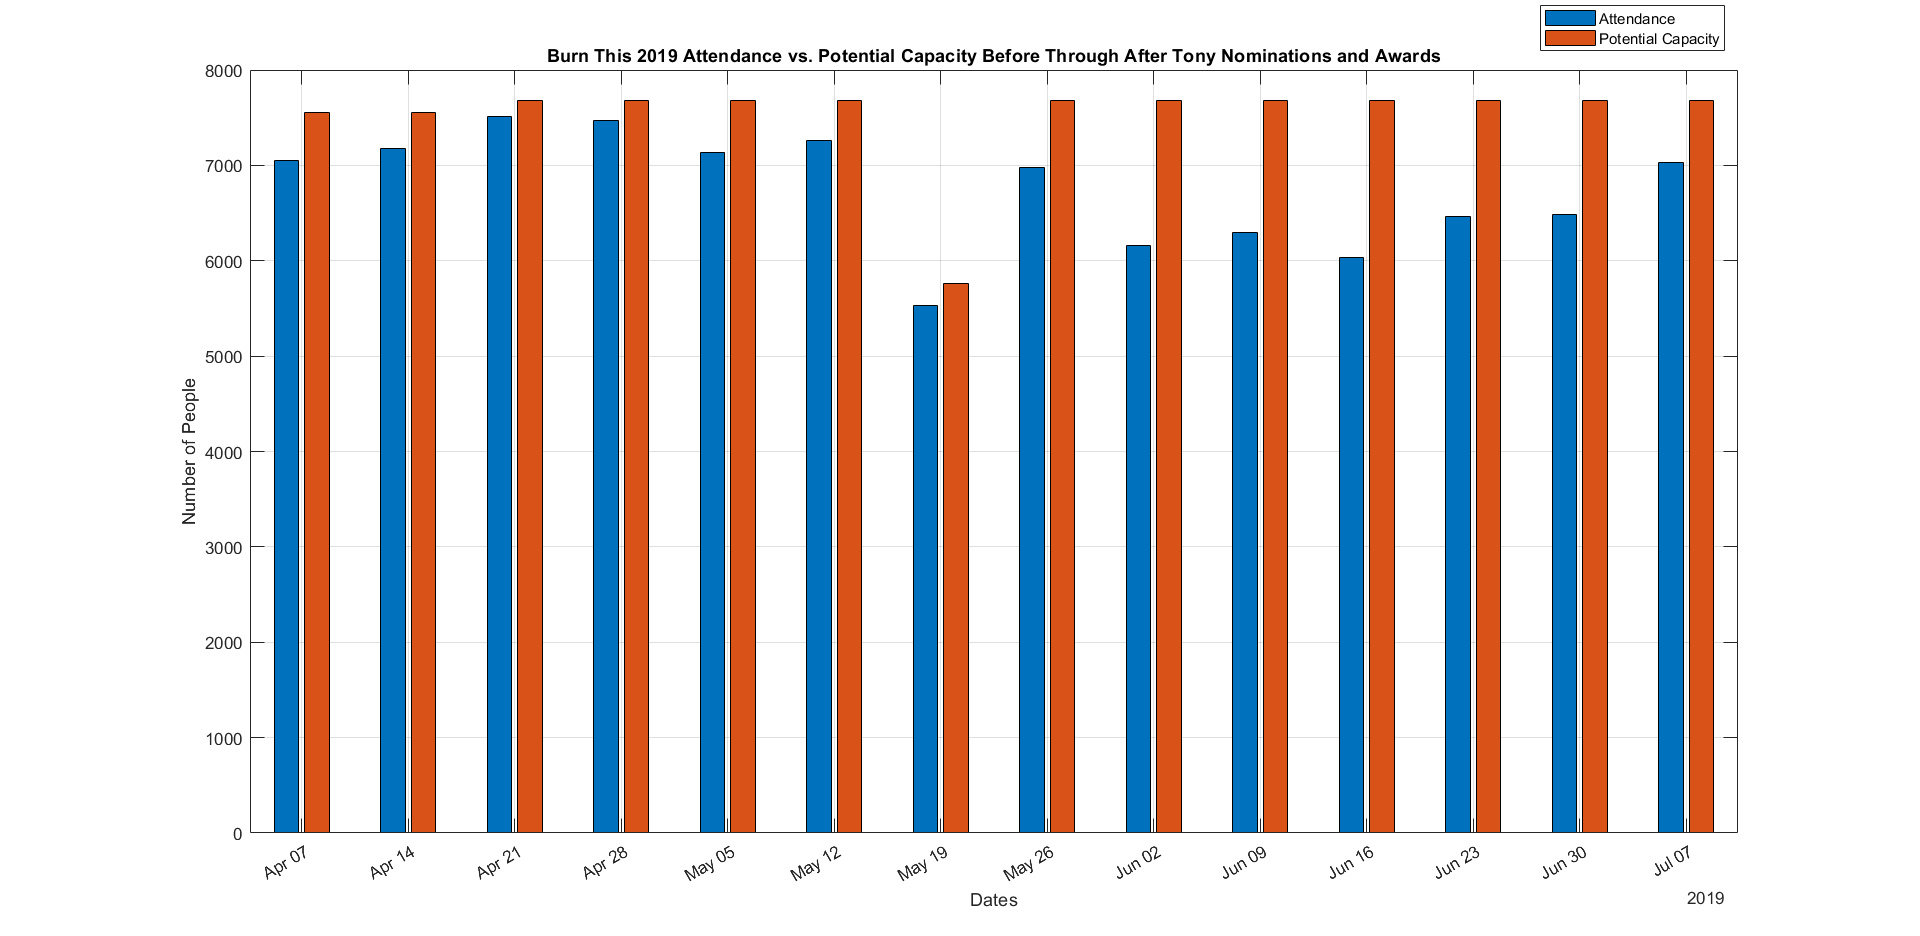 Attendance
Potential Capacity
Burn This 2019 Attendance vs. Potential Capacity Before Through After Tony Nominations and Awards
8000
7000
6000
5000
4000
3000
2000
1000
0
Number of People
Apr 07 Apr 14 Apr 21 Apr 28 May 05 May 12 May 19 May 26 Jun 02 Jun 09 Jun 16 Jun 23 Jun 30 Jul 07
Dates
2019